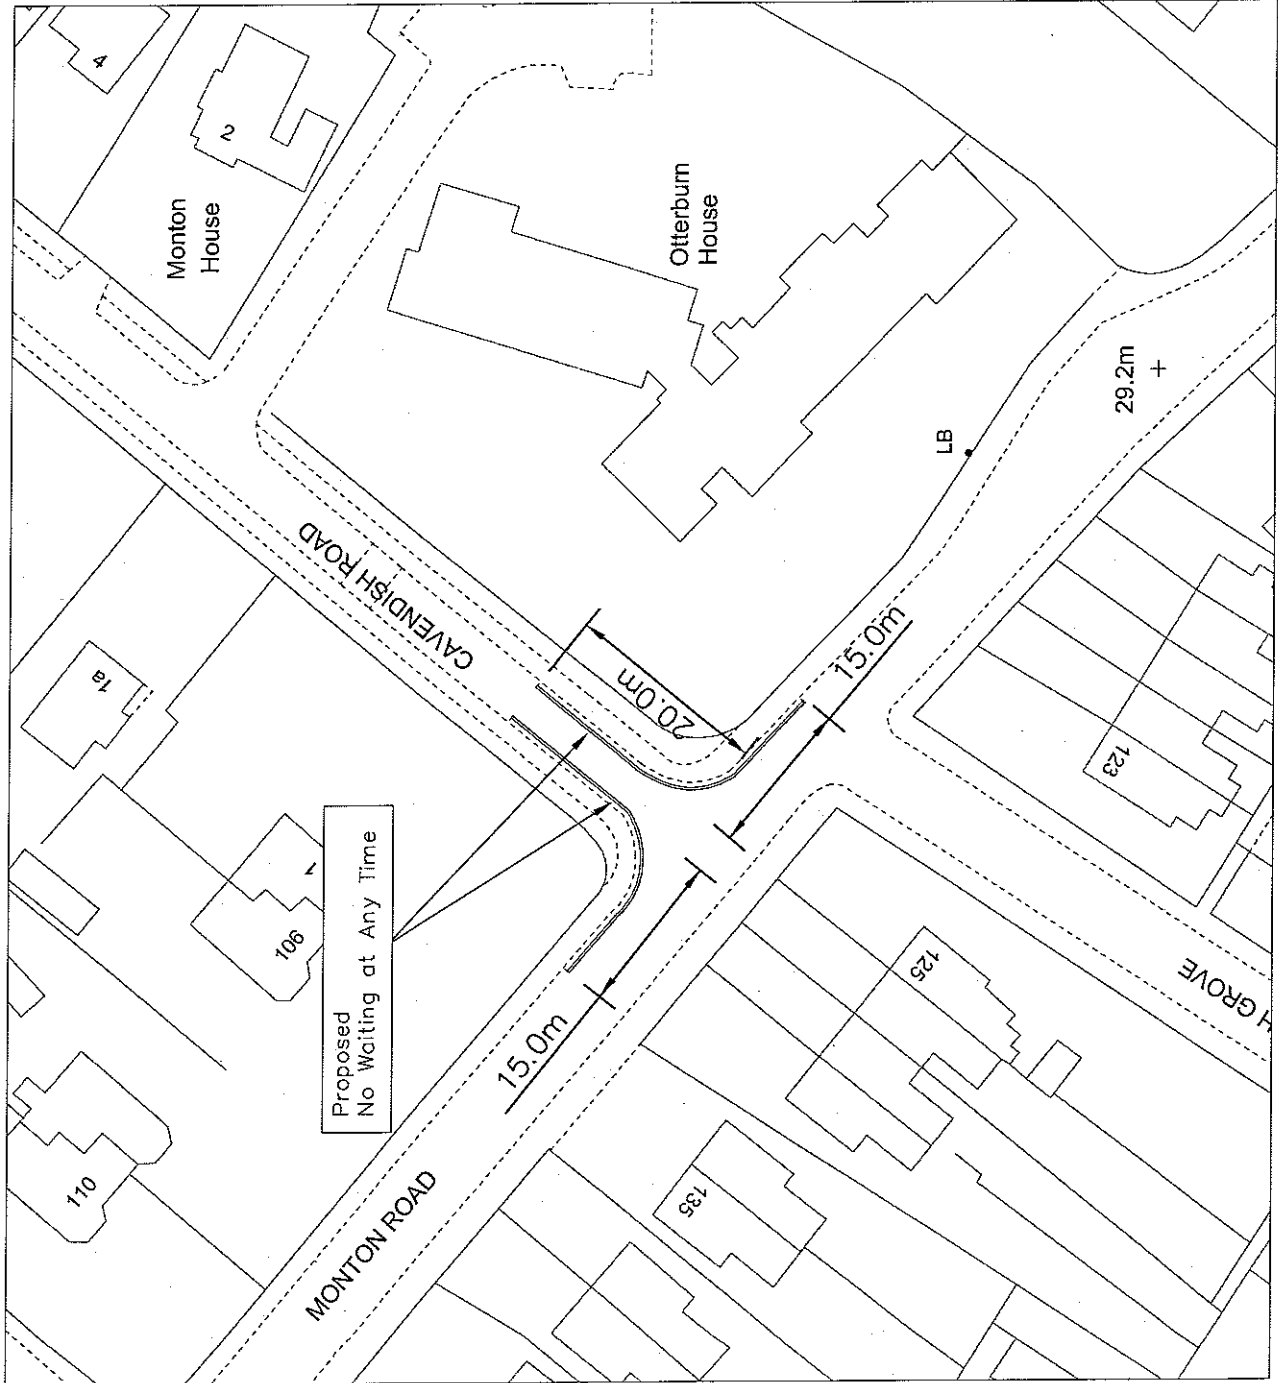 4
2
Monton
House
Otterburn
House
CAVENDISH ROAD
1a
1
106
110
Proposed
No Waiting at Any Time
20.0m
15.0m
15.0m
MONTON ROAD
LB
29.2m
123
125
135
H GROVE